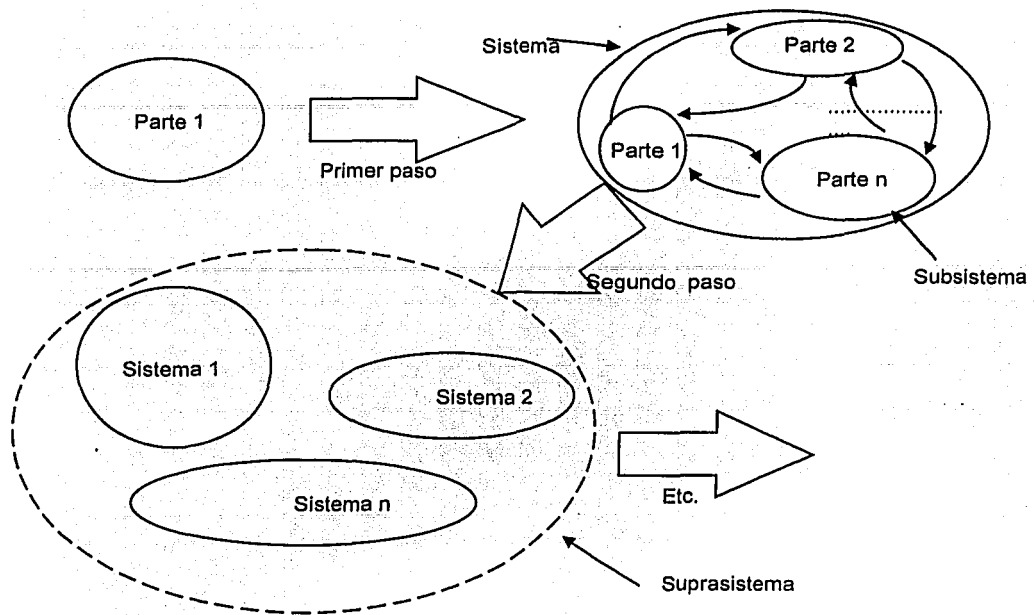 Sistema
Parte 2
Parte 1
Primer paso
Parte 1
Parte n
Subsistema
Segundo paso
Sistema 1
Sistema 2
Sistema n
Etc.
Suprasistema